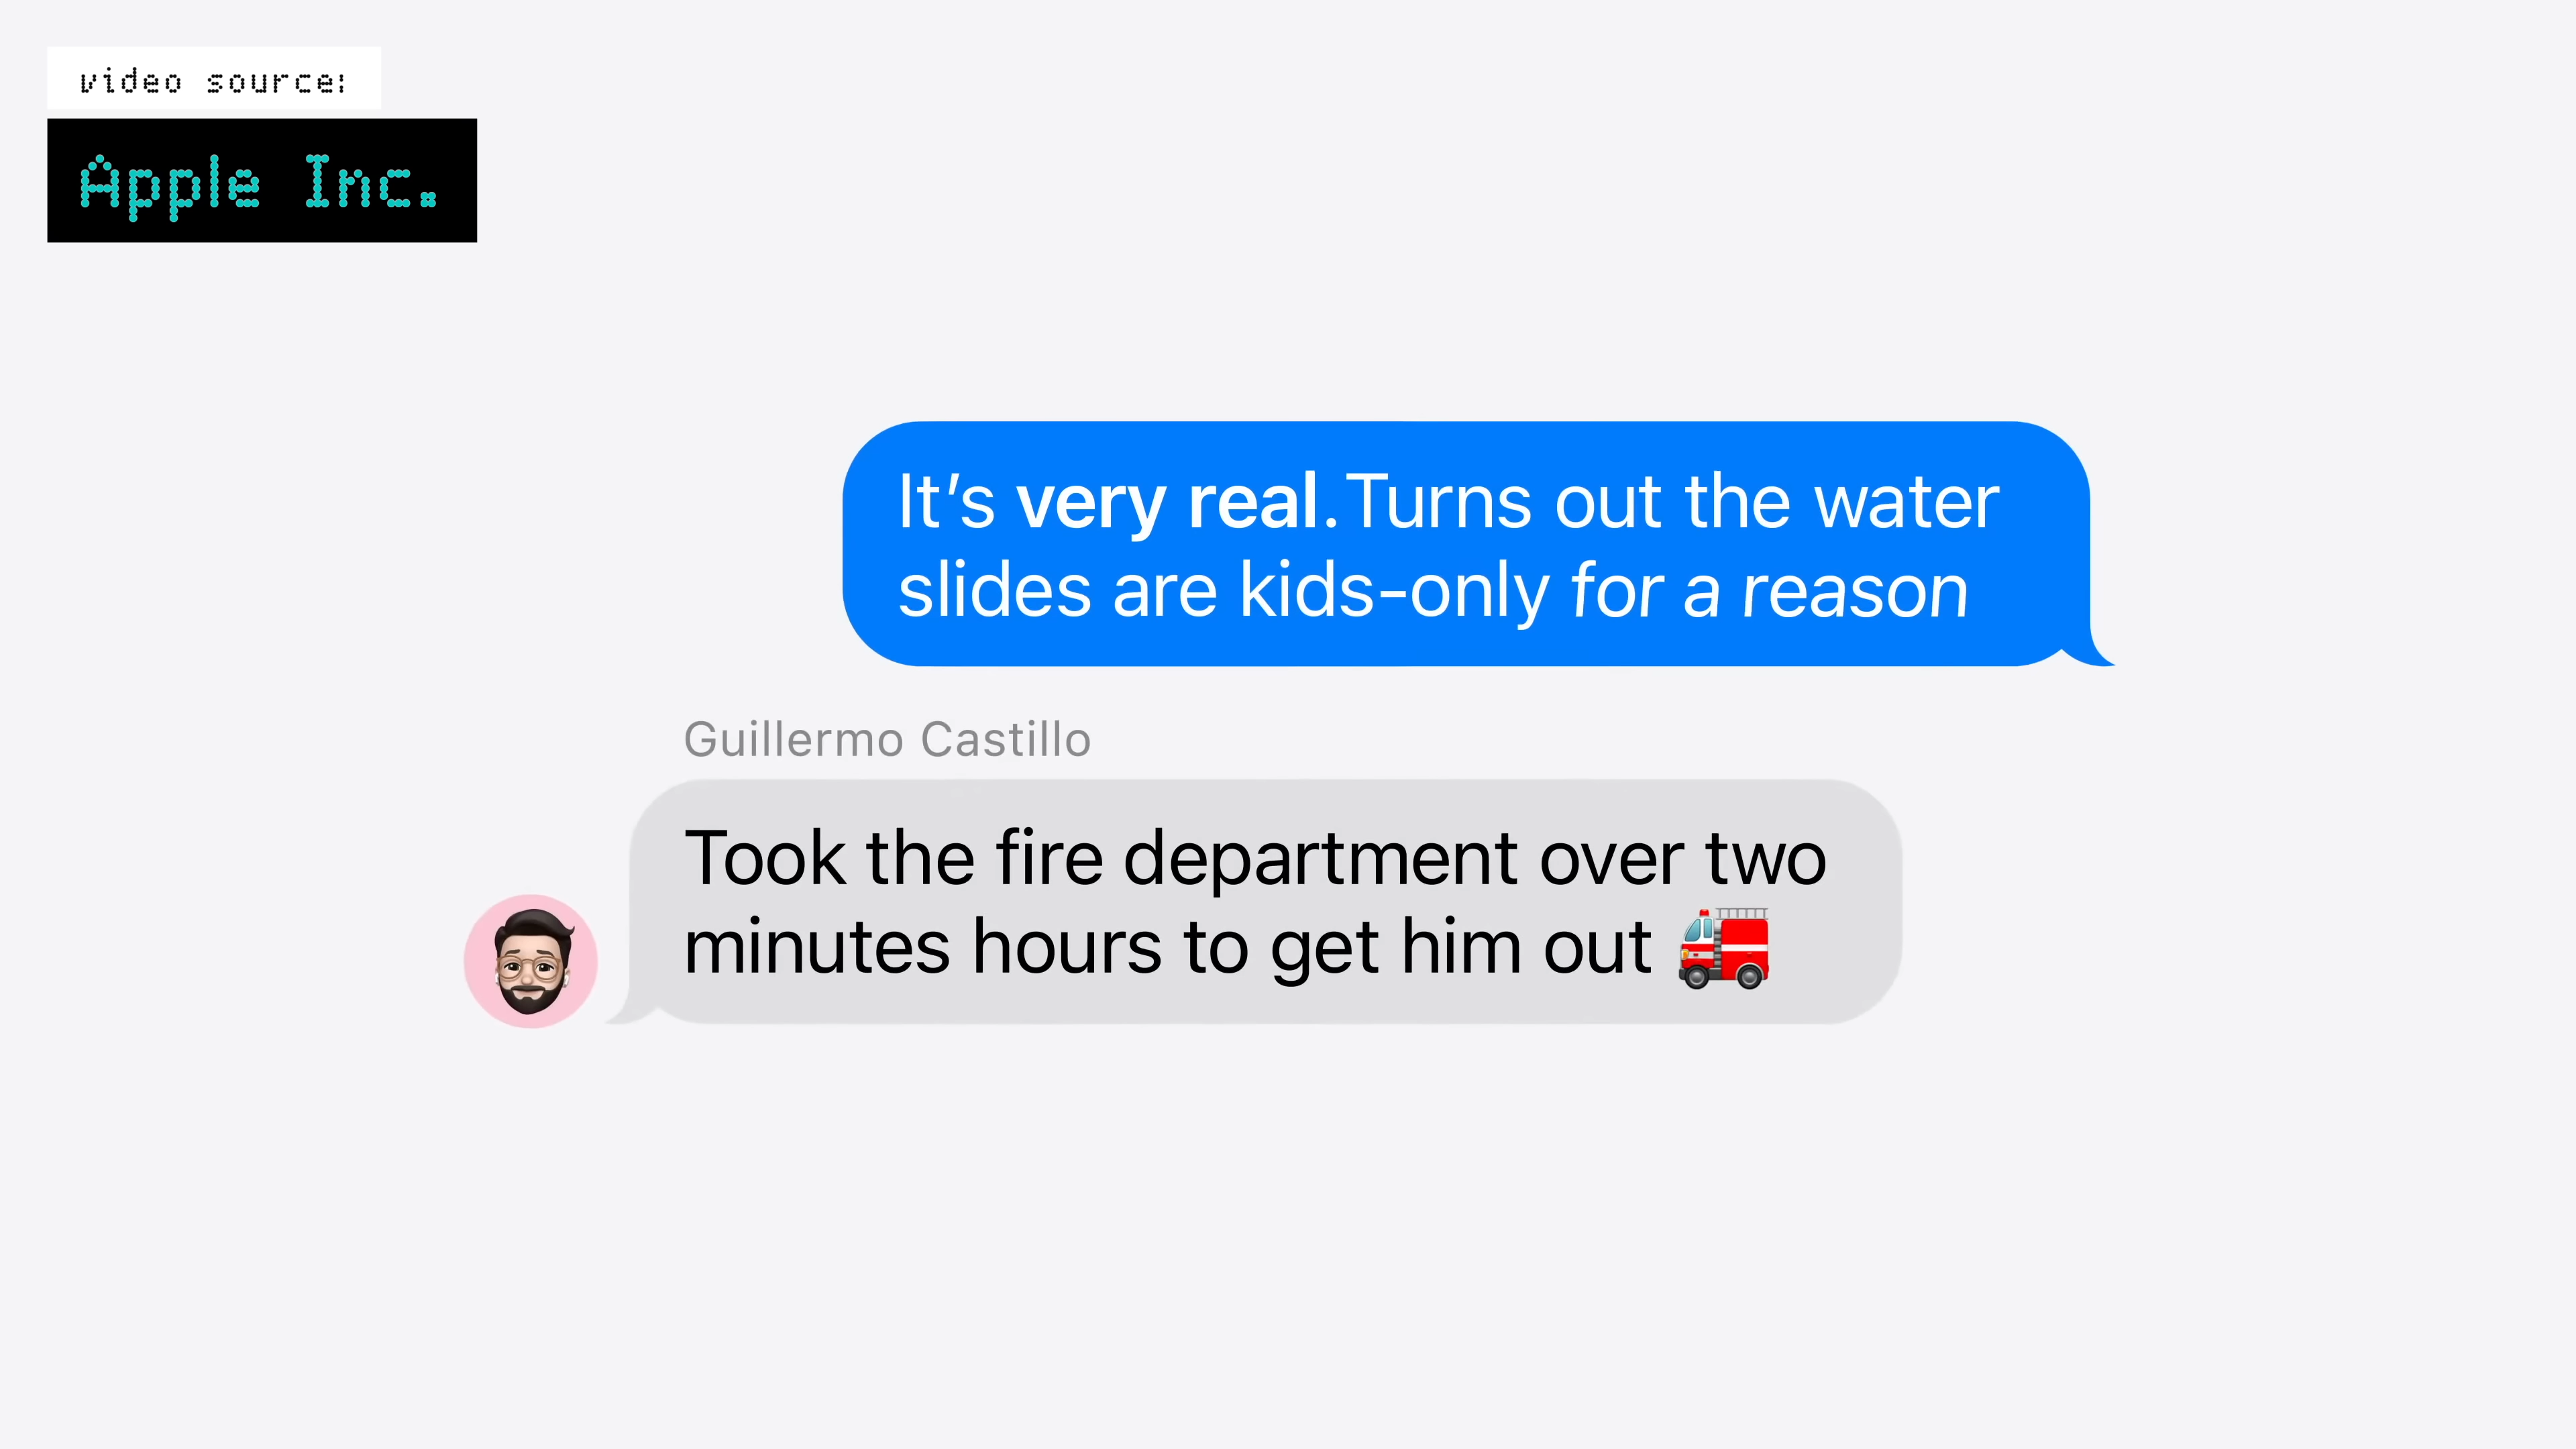 video source:
Apple Inc.
It’s very real.Turns out the water
slides are kids-only for a reason
Guillermo Castillo
Took the fire department over two
minutes hours to get him out 🚒